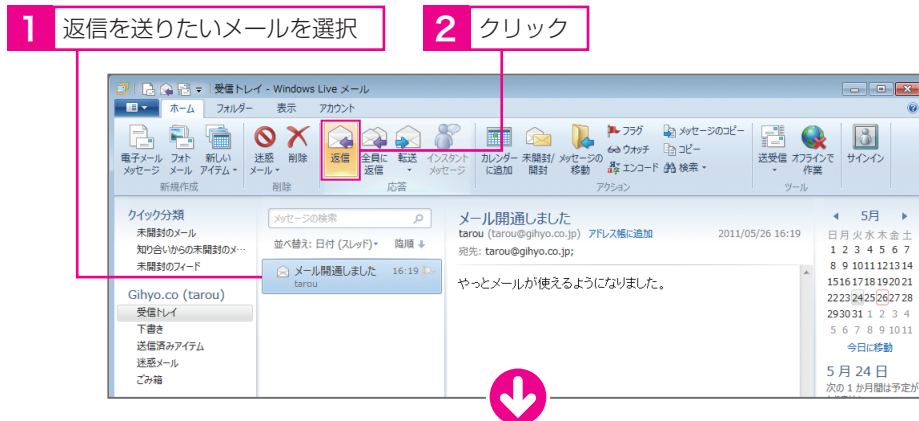 1 返信を送りたいメールを選択
2 クリック
受信トレイ - Windows Live メール
ホーム フォルダー 表示 アカウント
電子メール メッセージ フォト メール 新しい アイテム
迷惑 メール 削除
返信 全員に 返信 転送 インスタント メッセージ
カレンダー に追加 未開封/ 開封 メッセージの 移動 フラグ ウォッチ エンコード メッセージのコピー コピー 検索
送受信 オフラインで 作業 サインイン
新規作成 削除 応答 アクション ツール
クイック分類
未開封のメール
知り合いからの未開封のメ…
未開封のフィード
Gihyo.co (tarou)
受信トレイ
下書き
送信済みアイテム
迷惑メール
ごみ箱
メッセージの検索
並べ替え: 日付 (スレッド) 降順
メール開通しました 16:19
tarou
メール開通しました
tarou (tarou@gihyo.co.jp) アドレス帳に追加 2011/05/26 16:19
宛先: tarou@gihyo.co.jp;
やっとメールが使えるようになりました。
5月
日 月 火 水 木 金 土
1 2 3 4 5 6 7
8 9 10 11 12 13 14
15 16 17 18 19 20 21
22 23 24 25 26 27 28
29 30 31 1 2 3 4
5 6 7 8 9 10 11
今日に移動
5 月 24 日
次の 1 か月間は予定が